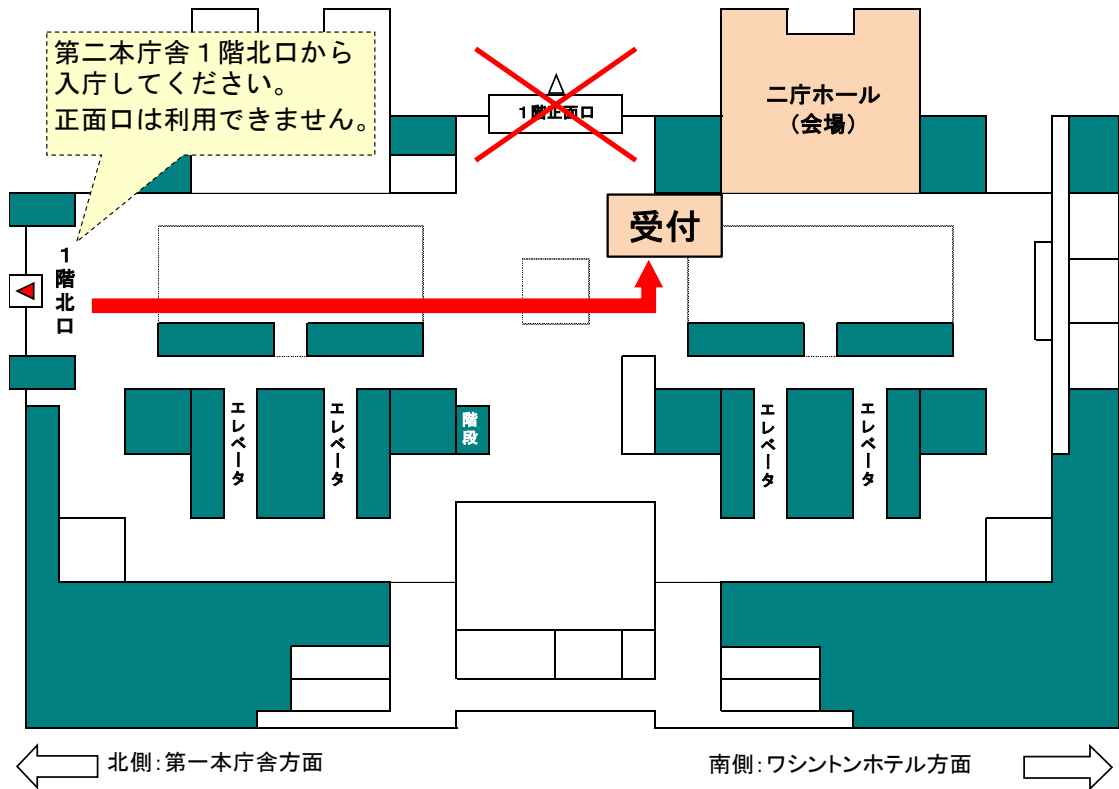 第二本庁舎１階北口から
入庁してください。
正面口は利用できません。
１階正面口
二庁ホール
（会場）
受付
１階北口
エレベータ
エレベータ
階段
エレベータ
エレベータ
北側：第一本庁舎方面
南側：ワシントンホテル方面